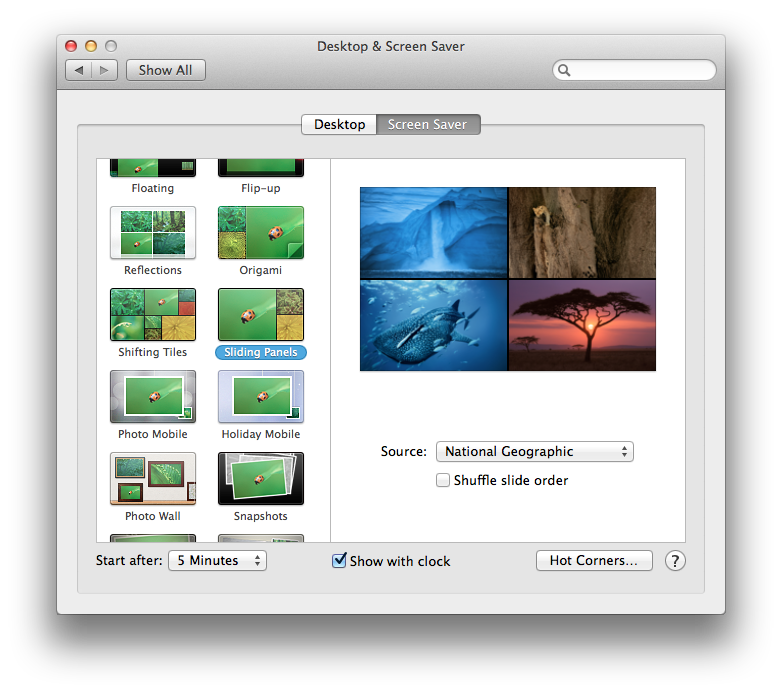 Desktop & Screen Saver
Show All
Desktop
Screen Saver
Floating
Flip-up
Reflections
Origami
Shifting Tiles
Sliding Panels
Photo Mobile
Holiday Mobile
Photo Wall
Snapshots
Source: National Geographic
Shuffle slide order
Start after: 5 Minutes
Show with clock
Hot Corners...
?